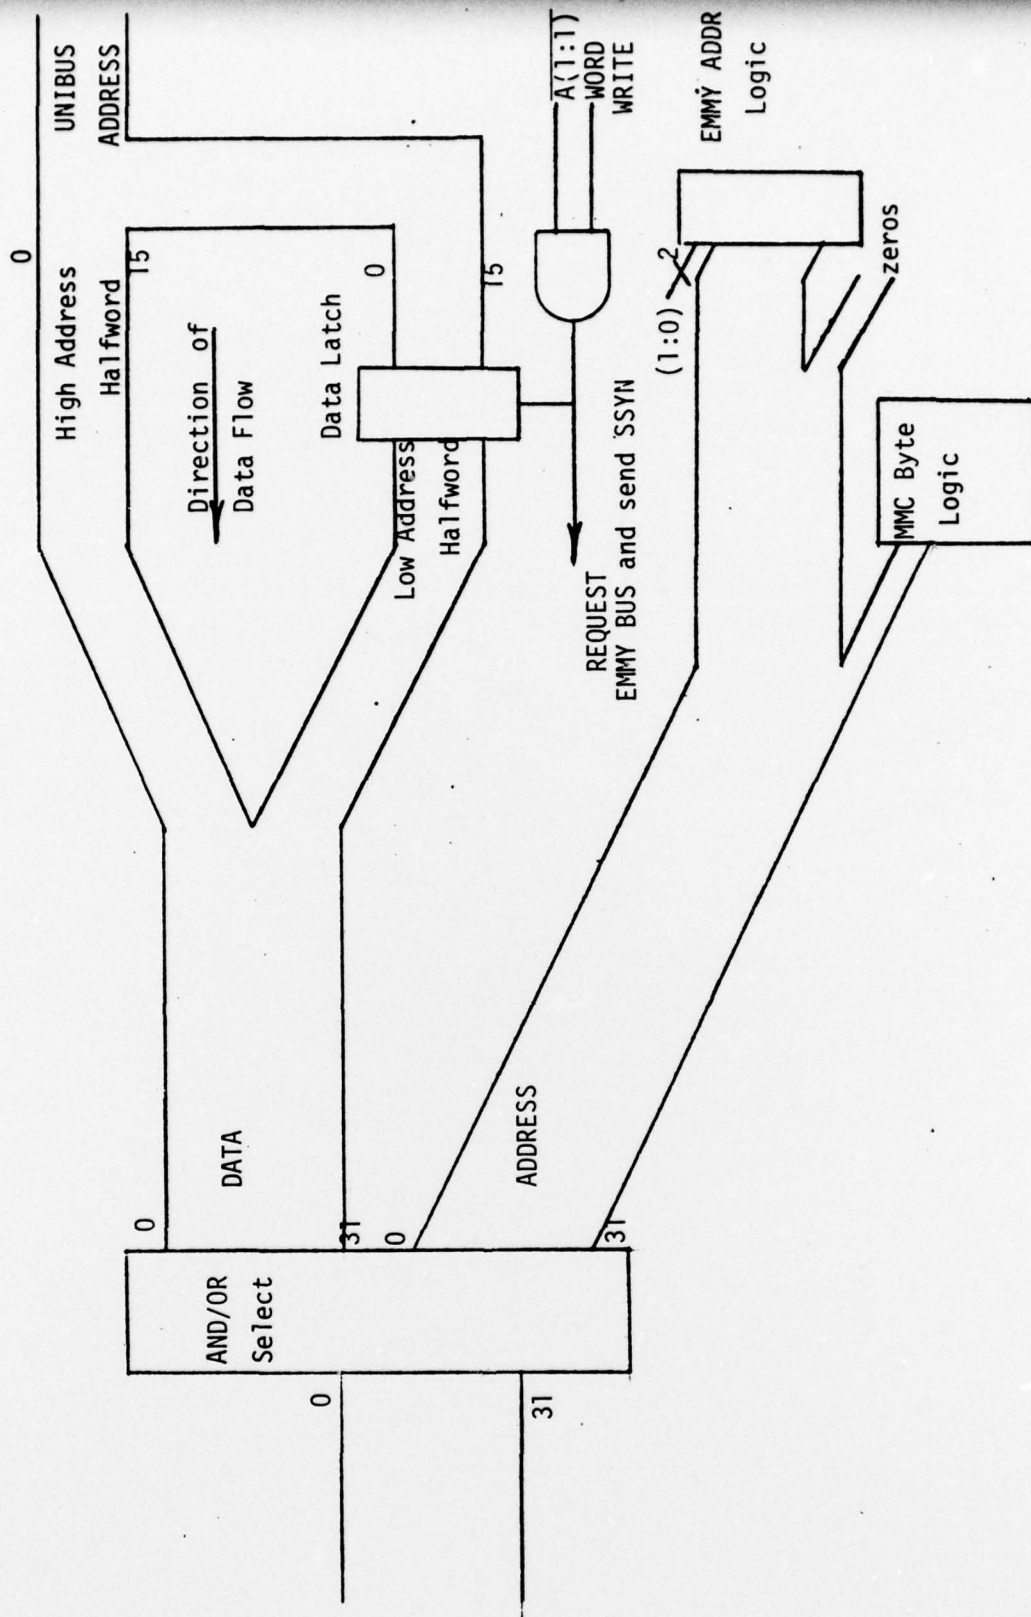 0
UNIBUS
ADDRESS
High Address
Halfword
15
Direction of
Data Flow
0
Data Latch
15
Low Address
Halfword
A(1:1)
WORD
WRITE
REQUEST
EMMY BUS and send SSYN
EMMY ADDR
Logic
(1:0)
2
zeros
MMC Byte
Logic
DATA
0
31
ADDRESS
0
31
AND/OR
Select
0
31